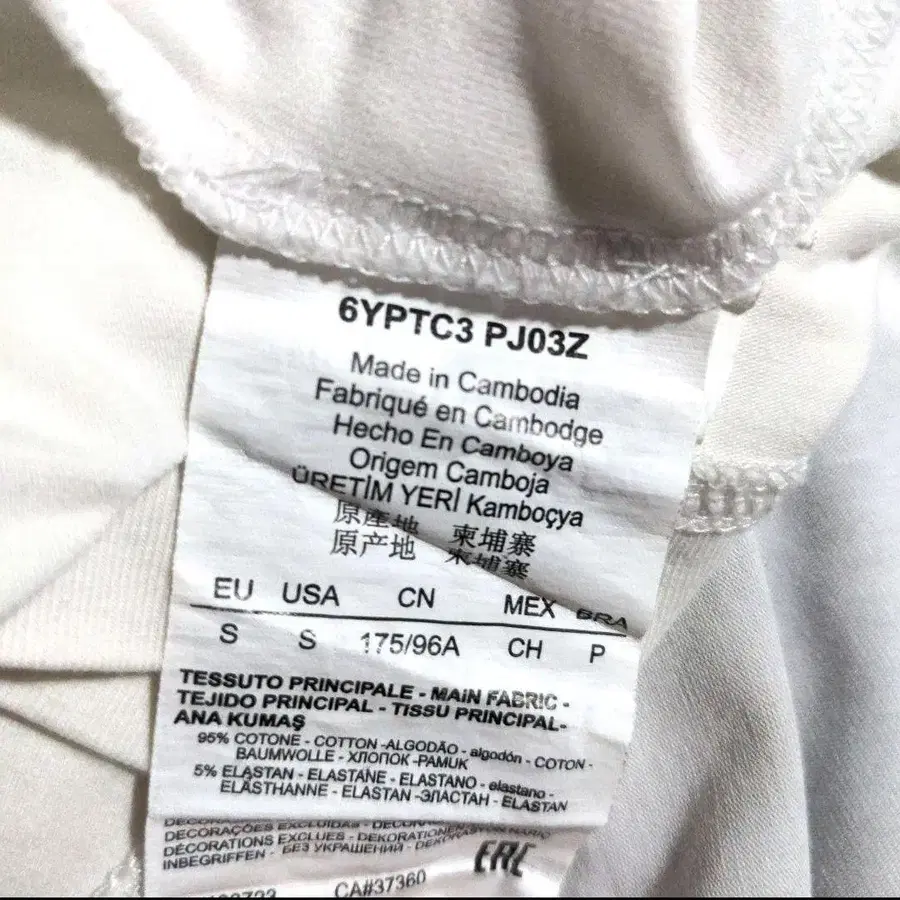 6YPTC3 PJ03Z
Made in Cambodia
Fabriqué en Cambodge
Hecho En Camboya
Origem Camboja
ÜRETİM YERİ Kamboçya
原產地 柬埔寨
原产地 柬埔寨
EU USA CN MEX BRA
S S 175/96A CH P
TESSUTO PRINCIPALE - MAIN FABRIC -
TEJIDO PRINCIPAL - TISSU PRINCIPAL-
ANA KUMAŞ
95% COTONE - COTTON -ALGODÃO - algodón - COTON -
BAUMWOLLE - ХЛОПОК -PAMUK
5% ELASTAN - ELASTANE - ELASTANO - elastano -
ELASTHANNE - ELASTAN -ЭЛАСТАН - ELASTAN
DECORAÇÕES EXCLUIDAS -
DECORATIONS EXCLUES - DEKORATIONEN
INBEGRIFFEN - БЕЗ УКРАШЕНИЙ -
EAC
CA#37360